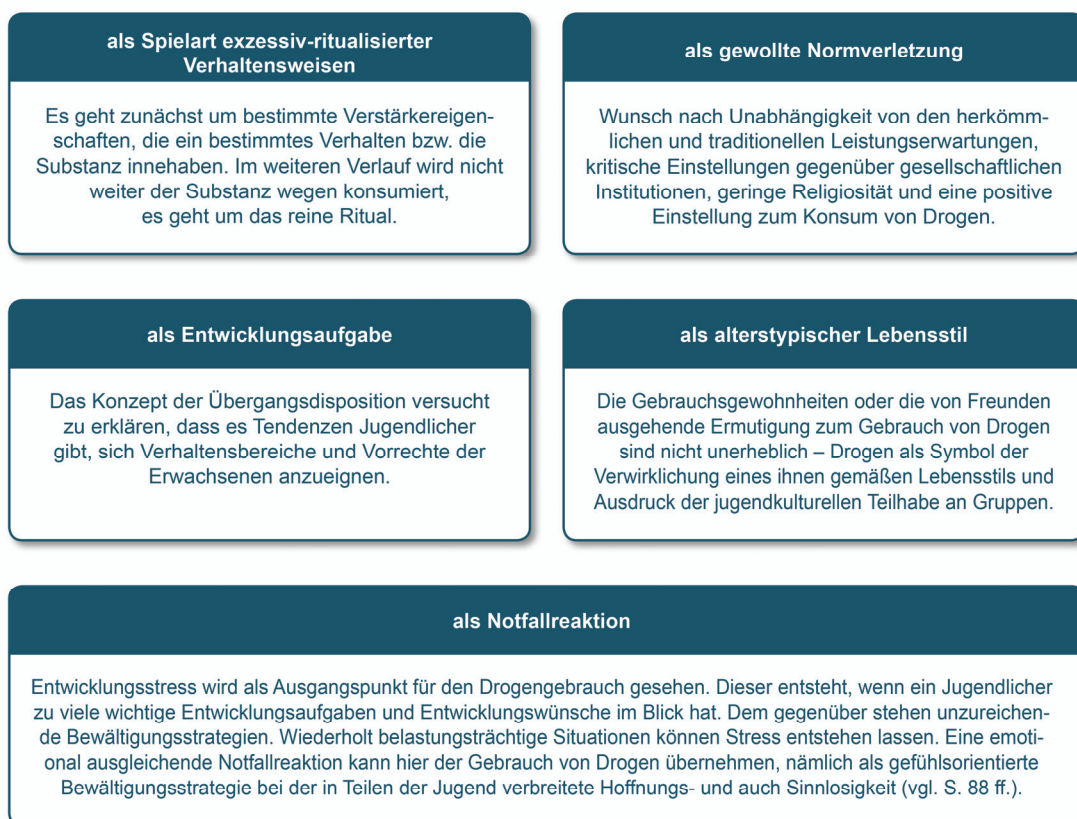 als Spielart exzessiv-ritualisierter
Verhaltensweisen
Es geht zunächst um bestimmte Verstärkereigen-
schaften, die ein bestimmtes Verhalten bzw. die
Substanz innehaben. Im weiteren Verlauf wird nicht
weiter der Substanz wegen konsumiert,
es geht um das reine Ritual.
als gewollte Normverletzung
Wunsch nach Unabhängigkeit von den herkömm-
lichen und traditionellen Leistungserwartungen,
kritische Einstellungen gegenüber gesellschaftlichen
Institutionen, geringe Religiosität und eine positive
Einstellung zum Konsum von Drogen.
als Entwicklungsaufgabe
Das Konzept der Übergangsdisposition versucht
zu erklären, dass es Tendenzen Jugendlicher
gibt, sich Verhaltensbereiche und Vorrechte der
Erwachsenen anzueignen.
als alterstypischer Lebensstil
Die Gebrauchsgewohnheiten oder die von Freunden
ausgehende Ermutigung zum Gebrauch von Drogen
sind nicht unerheblich – Drogen als Symbol der
Verwirklichung eines ihnen gemäßen Lebensstils und
Ausdruck der jugendkulturellen Teilhabe an Gruppen.
als Notfallreaktion
Entwicklungsstress wird als Ausgangspunkt für den Drogengebrauch gesehen. Dieser entsteht, wenn ein Jugendlicher
zu viele wichtige Entwicklungsaufgaben und Entwicklungswünsche im Blick hat. Dem gegenüber stehen unzureichen-
de Bewältigungsstrategien. Wiederholt belastungsträchtige Situationen können Stress entstehen lassen. Eine emoti-
onal ausgleichende Notfallreaktion kann hier der Gebrauch von Drogen übernehmen, nämlich als gefühlsorientierte
Bewältigungsstrategie bei der in Teilen der Jugend verbreitete Hoffnungs- und auch Sinnlosigkeit (vgl. S. 88 ff.).